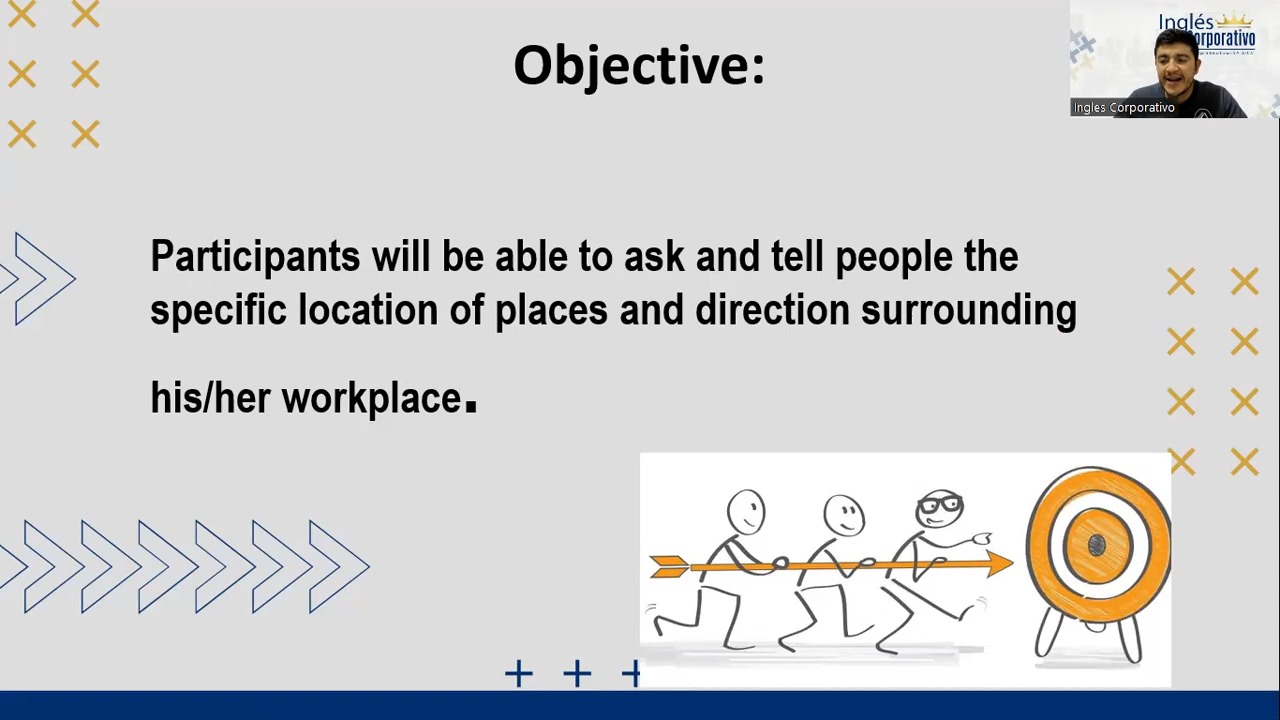 Objective:
Inglés
Corporativo
Ingles Corporativo
Participants will be able to ask and tell people the
specific location of places and direction surrounding
his/her workplace.